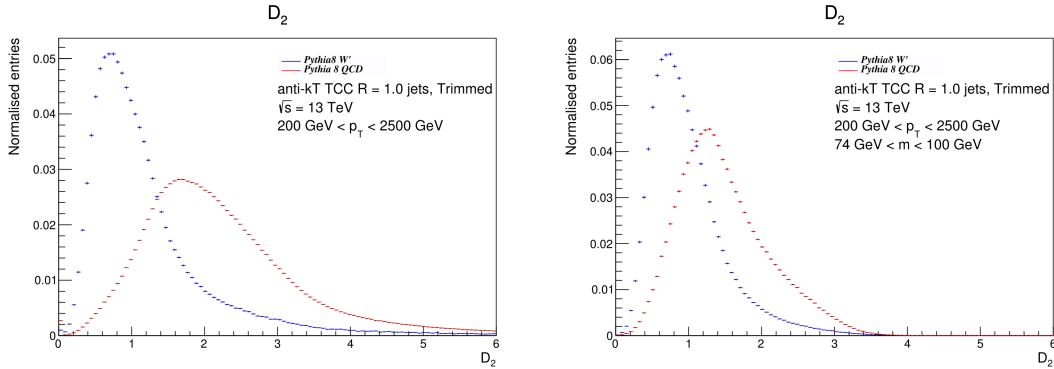 D₂
Normalised entries
0.05
0.04
0.03
0.02
0.01
0
Pythia8 W'
Pythia 8 QCD
anti-kT TCC R = 1.0 jets, Trimmed
√s = 13 TeV
200 GeV < p_T < 2500 GeV
0 1 2 3 4 5 6
D₂
D₂
Normalised entries
0.06
0.05
0.04
0.03
0.02
0.01
0
Pythia8 W'
Pythia 8 QCD
anti-kT TCC R = 1.0 jets, Trimmed
√s = 13 TeV
200 GeV < p_T < 2500 GeV
74 GeV < m < 100 GeV
0 1 2 3 4 5 6
D₂